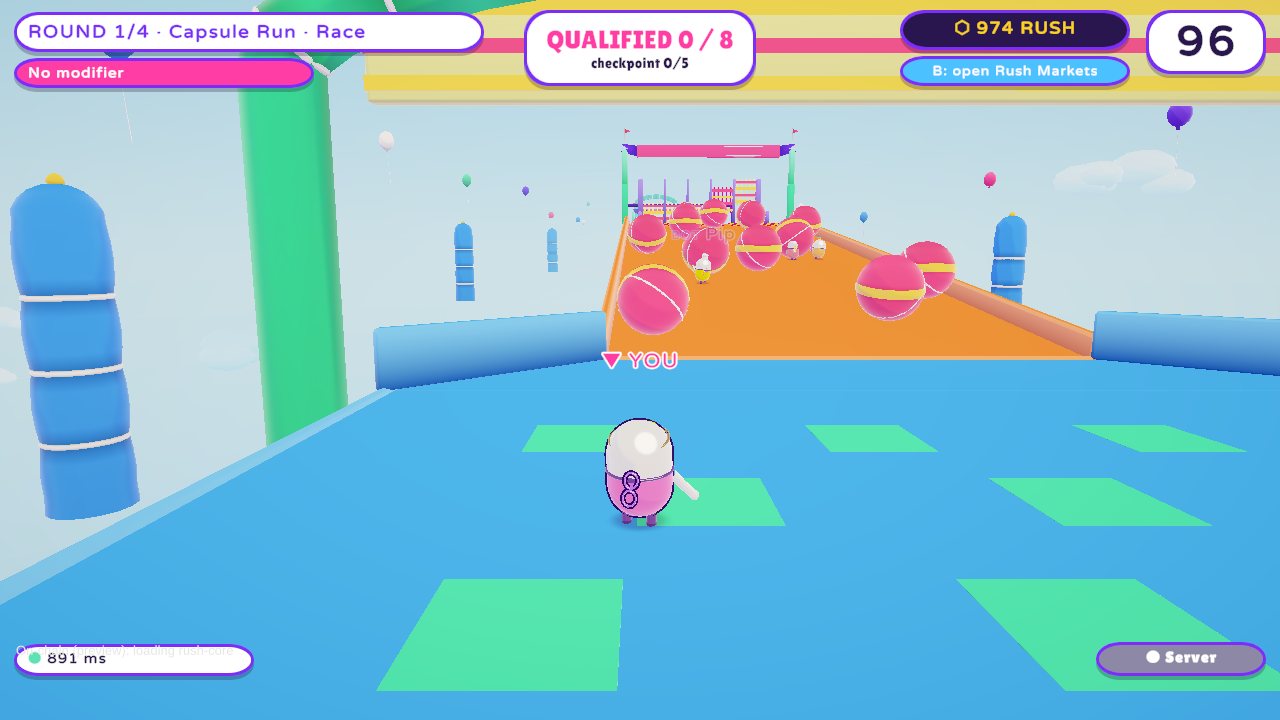 ROUND 1/4 · Capsule Run · Race
No modifier
QUALIFIED 0 / 8
checkpoint 0/5
974 RUSH
B: open Rush Markets
96
Pip
YOU
8
891 ms
Server